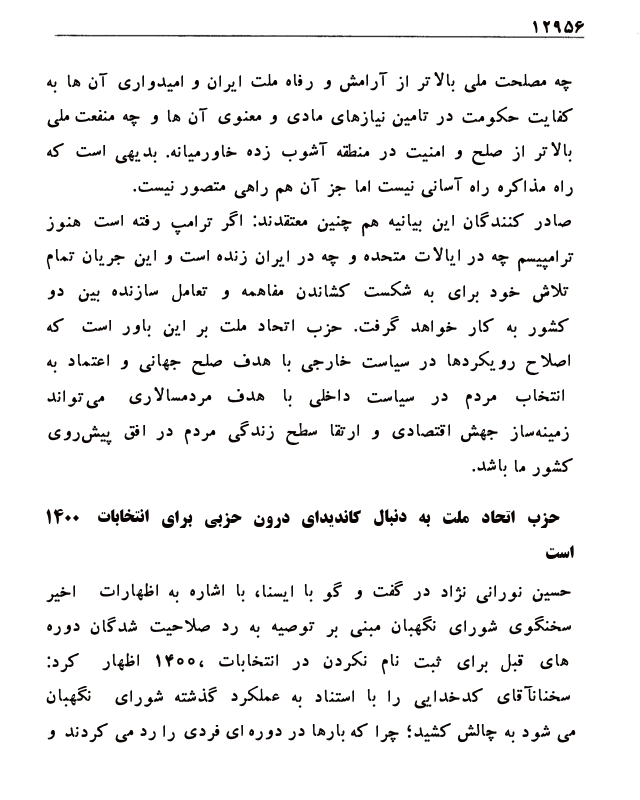 ۱۲۹۵۶
چه مصلحت ملی بالاتر از آرامش و رفاه ملت ایران و امیدواری آن ها به
کفایت حکومت در تامین نیازهای مادی و معنوی آن ها و چه منفعت ملی
بالاتر از صلح و امنیت در منطقه آشوب زده خاورمیانه. بدیهی است که
راه مذاکره راه آسانی نیست اما جز آن هم راهی متصور نیست.
صادر کنندگان این بیانیه هم چنین معتقدند: اگر ترامپ رفته است هنوز
ترامپیسم چه در ایالات متحده و چه در ایران زنده است و این جریان تمام
تلاش خود برای به شکست کشاندن مفاهمه و تعامل سازنده بین دو
کشور به کار خواهد گرفت. حزب اتحاد ملت بر این باور است که
اصلاح رویکردها در سیاست خارجی با هدف صلح جهانی و اعتماد به
انتخاب مردم در سیاست داخلی با هدف مردمسالاری می‌تواند
زمینه‌ساز جهش اقتصادی و ارتقا سطح زندگی مردم در افق پیش‌روی
کشور ما باشد.
حزب اتحاد ملت به دنبال کاندیدای درون حزبی برای انتخابات ۱۴۰۰
است
حسین نورانی نژاد در گفت و گو با ایسنا، با اشاره به اظهارات اخیر
سخنگوی شورای نگهبان مبنی بر توصیه به رد صلاحیت شدگان دوره
های قبل برای ثبت نام نکردن در انتخابات ۱۴۰۰، اظهار کرد:
سخنانآقای کدخدایی را با استناد به عملکرد گذشته شورای نگهبان
می شود به چالش کشید؛ چرا که بارها در دوره ای فردی را رد می کردند و